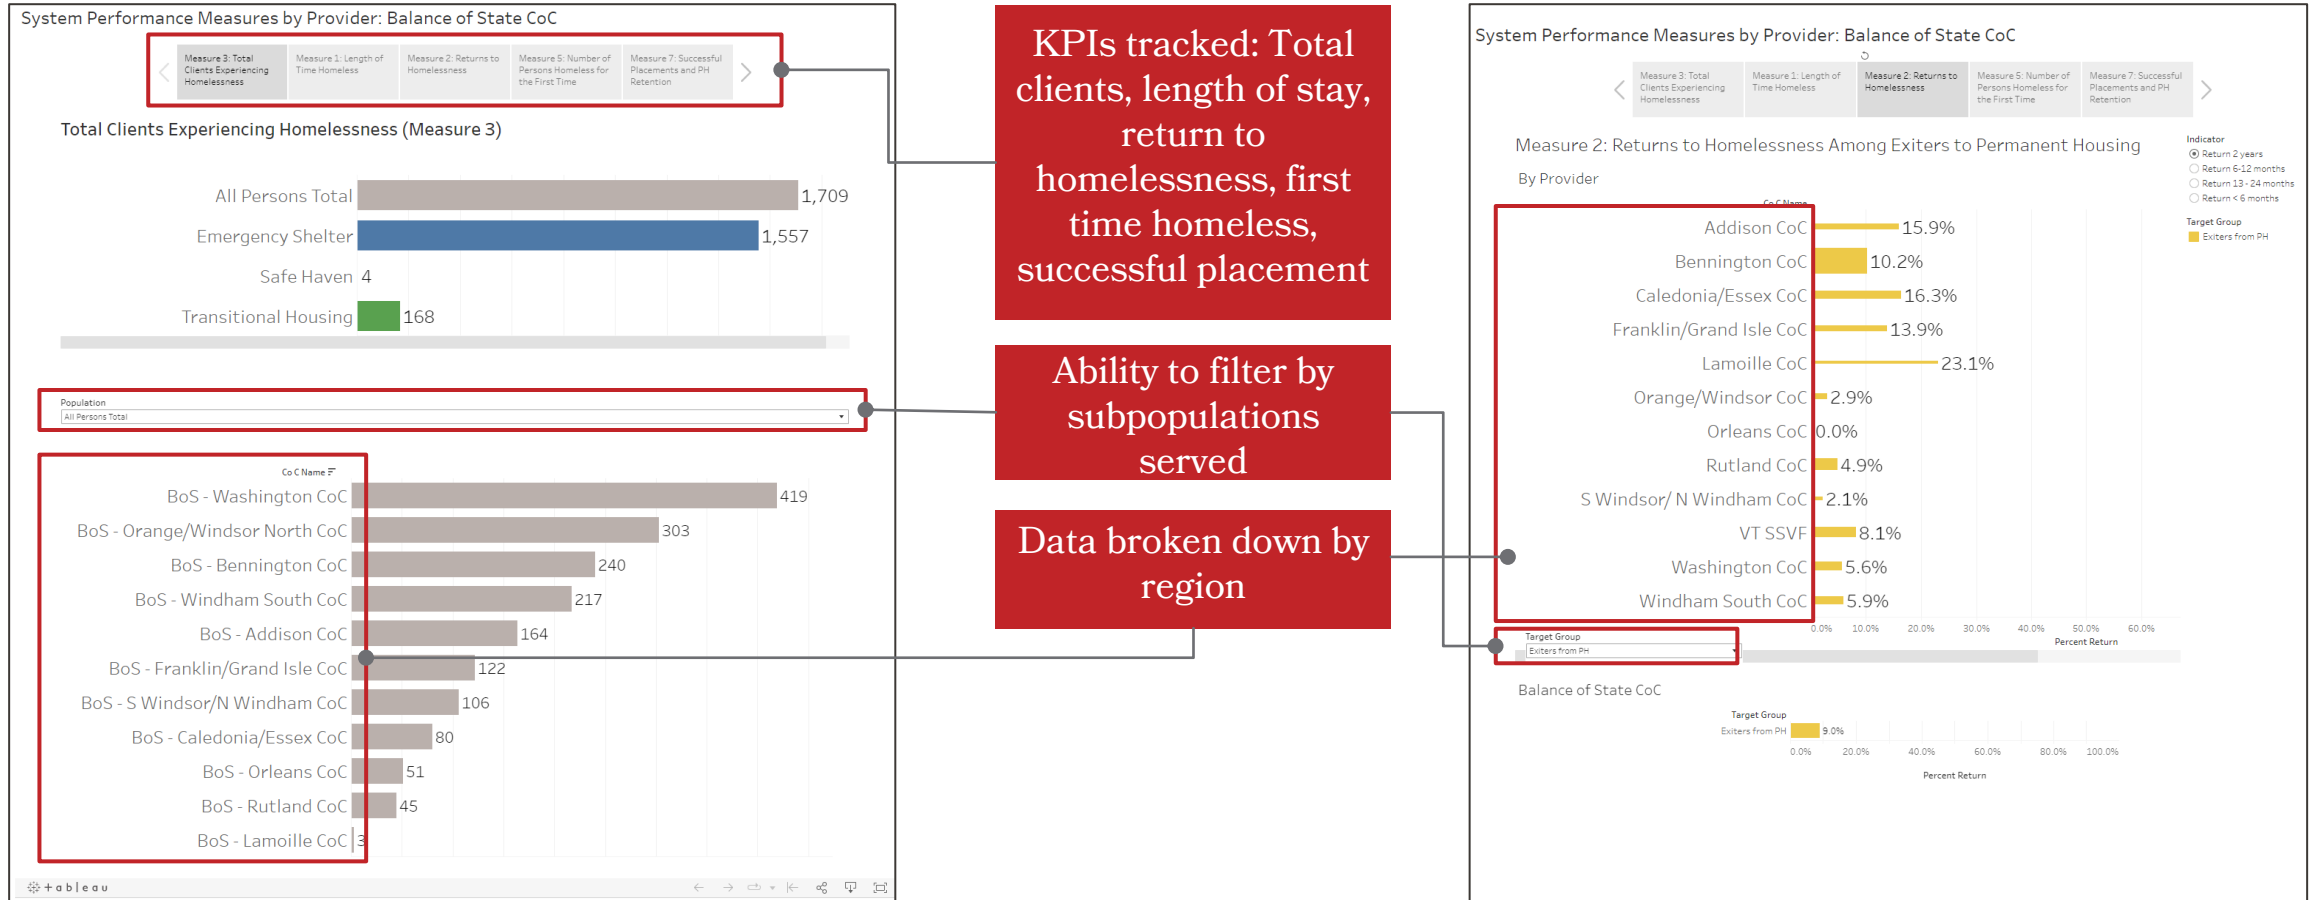 System Performance Measures by Provider: Balance of State CoC
Measure 3: Total
Clients Experiencing
Homelessness
Measure 1: Length of
Time Homeless
Measure 2: Returns to
Homelessness
Measure 5: Number of
Persons Homeless for
the First Time
Measure 7: Successful
Placements and PH
Retention
Total Clients Experiencing Homelessness (Measure 3)
All Persons Total 1,709
Emergency Shelter 1,557
Safe Haven 4
Transitional Housing 168
Population
All Persons Total
Co C Name
BoS - Washington CoC 419
BoS - Orange/Windsor North CoC 303
BoS - Bennington CoC 240
BoS - Windham South CoC 217
BoS - Addison CoC 164
BoS - Franklin/Grand Isle CoC 122
BoS - S Windsor/N Windham CoC 106
BoS - Caledonia/Essex CoC 80
BoS - Orleans CoC 51
BoS - Rutland CoC 45
BoS - Lamoille CoC 3
+ableau
KPIs tracked: Total
clients, length of stay,
return to
homelessness, first
time homeless,
successful placement
Ability to filter by
subpopulations
served
Data broken down by
region
System Performance Measures by Provider: Balance of State CoC
Measure 3: Total
Clients Experiencing
Homelessness
Measure 1: Length of
Time Homeless
Measure 2: Returns to
Homelessness
Measure 5: Number of
Persons Homeless for
the First Time
Measure 7: Successful
Placements and PH
Retention
Measure 2: Returns to Homelessness Among Exiters to Permanent Housing
By Provider
Indicator
Return 2 years
Return 6-12 months
Return 13 - 24 months
Return < 6 months
Target Group
Exiters from PH
Co C Name
Addison CoC 15.9%
Bennington CoC 10.2%
Caledonia/Essex CoC 16.3%
Franklin/Grand Isle CoC 13.9%
Lamoille CoC 23.1%
Orange/Windsor CoC 2.9%
Orleans CoC 0.0%
Rutland CoC 4.9%
S Windsor/ N Windham CoC 2.1%
VT SSVF 8.1%
Washington CoC 5.6%
Windham South CoC 5.9%
0.0% 10.0% 20.0% 30.0% 40.0% 50.0% 60.0%
Percent Return
Target Group
Exiters from PH
Balance of State CoC
Target Group
Exiters from PH 9.0%
0.0% 20.0% 40.0% 60.0% 80.0% 100.0%
Percent Return